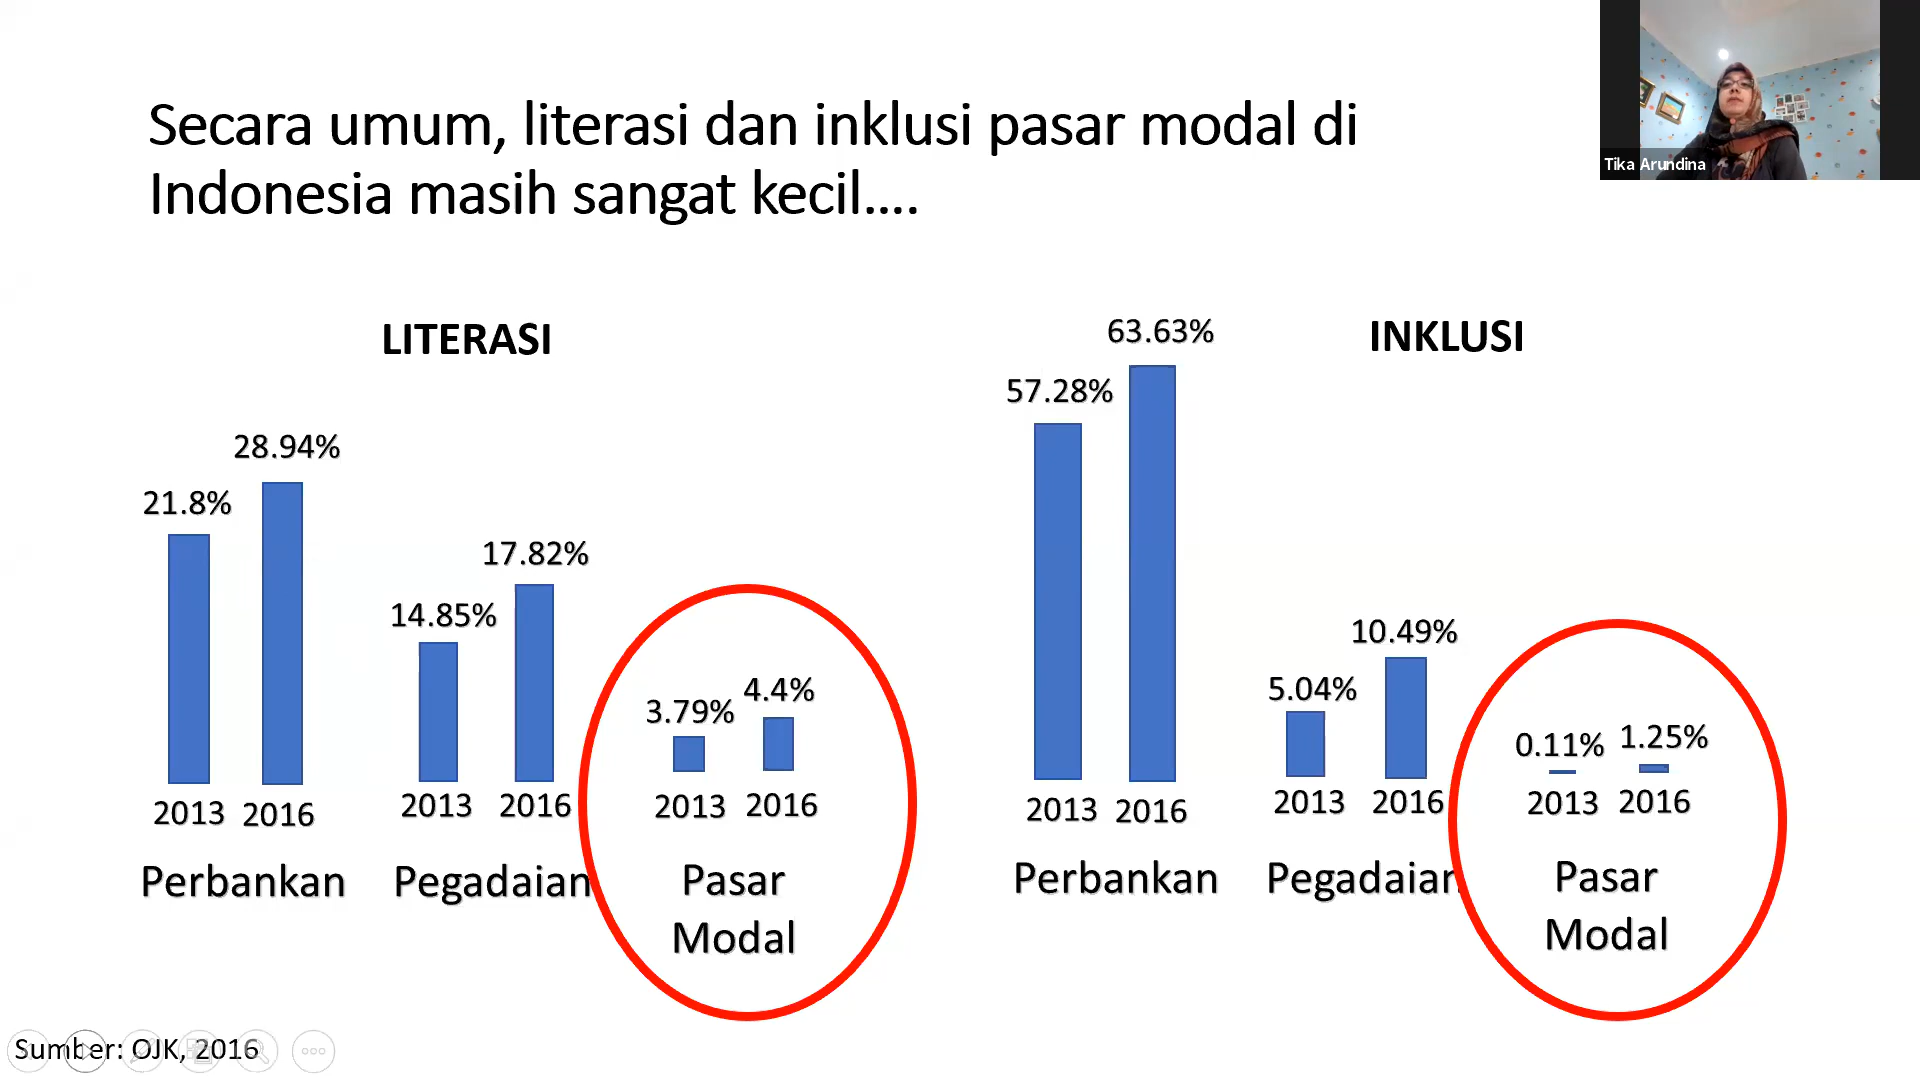 Secara umum, literasi dan inklusi pasar modal di
Indonesia masih sangat kecil....
Tika Arundina
LITERASI
21.8%
28.94%
2013
2016
Perbankan
14.85%
17.82%
2013
2016
Pegadaian
3.79%
4.4%
2013
2016
Pasar
Modal
INKLUSI
57.28%
63.63%
2013
2016
Perbankan
5.04%
10.49%
2013
2016
Pegadaian
0.11%
1.25%
2013
2016
Pasar
Modal
Sumber: OJK, 2016